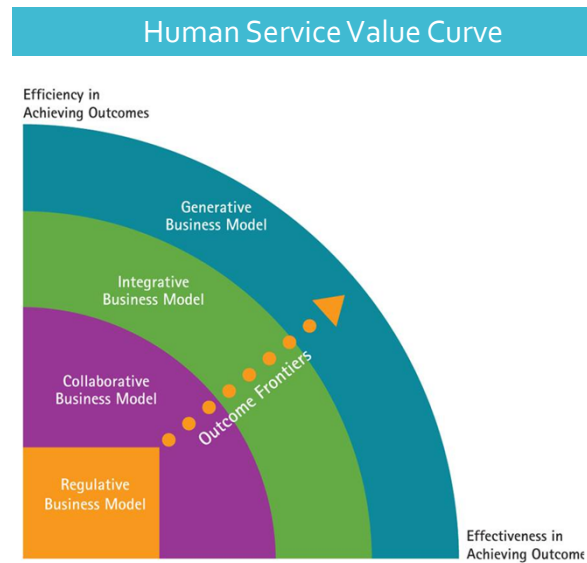 Human Service Value Curve
Efficiency in
Achieving Outcomes
Generative
Business Model
Integrative
Business Model
Collaborative
Business Model
Outcome Frontiers
Regulative
Business Model
Effectiveness in
Achieving Outcome